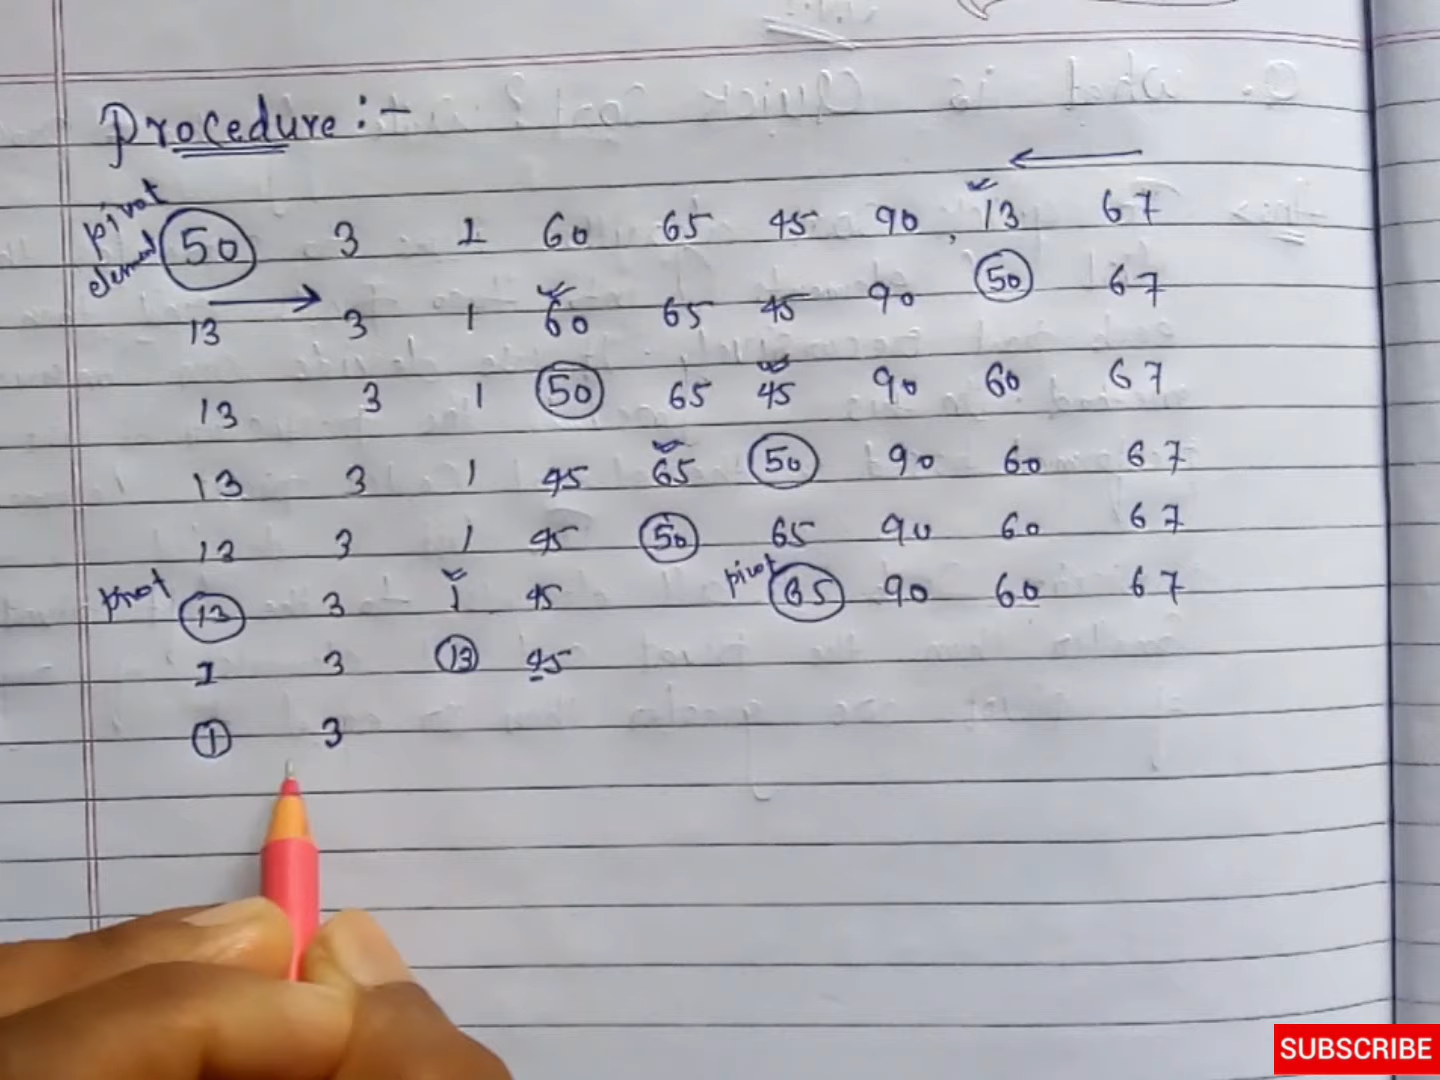 Procedure :-
pivot
element
50 3 1 60 65 45 90 13 67
13 3 1 60 65 45 90 50 67
13 3 1 50 65 45 90 60 67
13 3 1 45 65 50 90 60 67
13 3 1 45 50 65 90 60 67
pivot 13 3 1 45 pivot 65 90 60 67
1 3 13 45
1 3
SUBSCRIBE